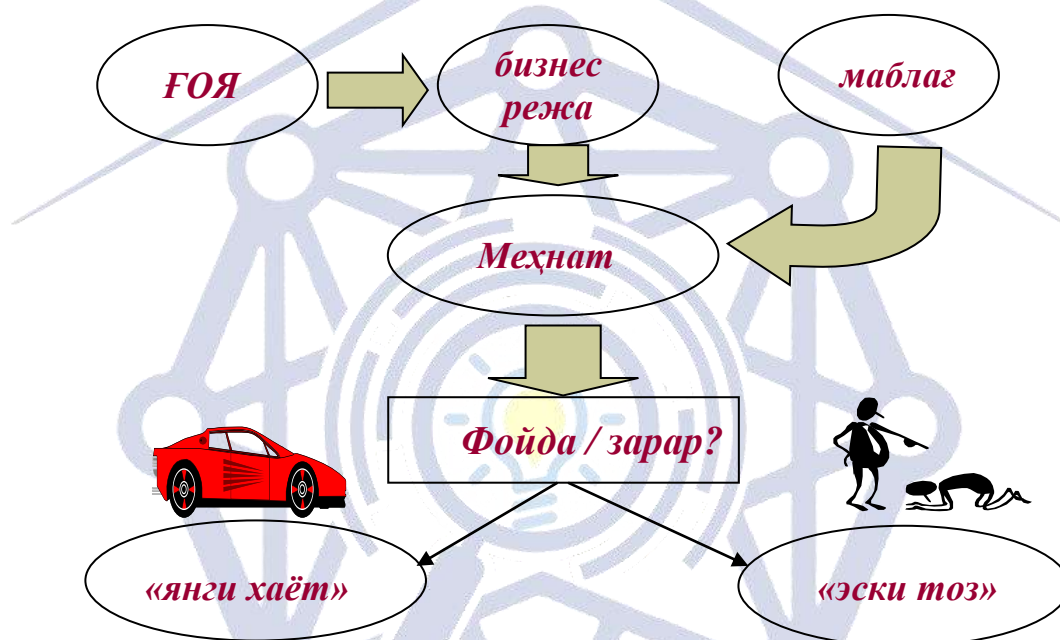 ҒОЯ
бизнес
режа
маблағ
Меҳнат
Фойда / зарар?
«янги хаёт»
«эски тоз»